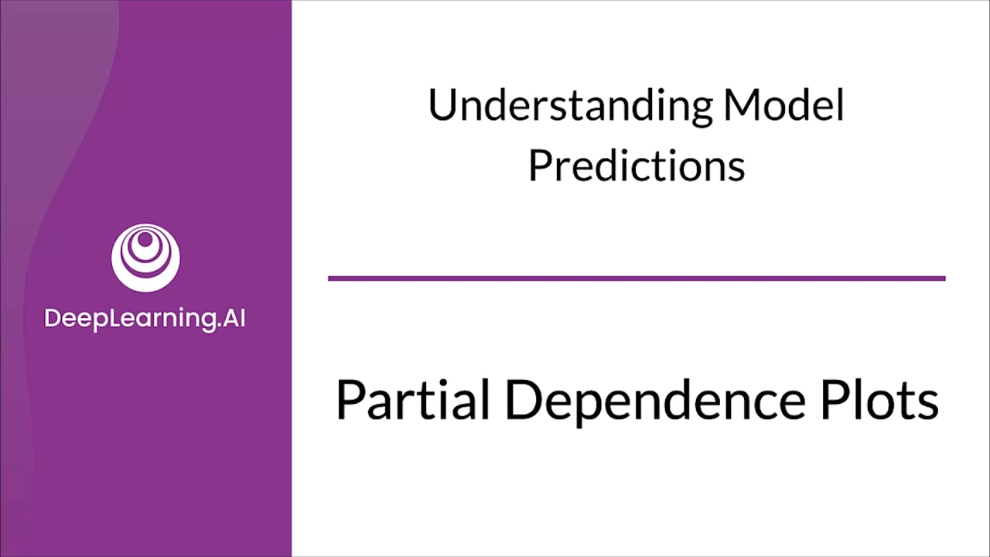 DeepLearning.AI
Understanding Model
Predictions
Partial Dependence Plots